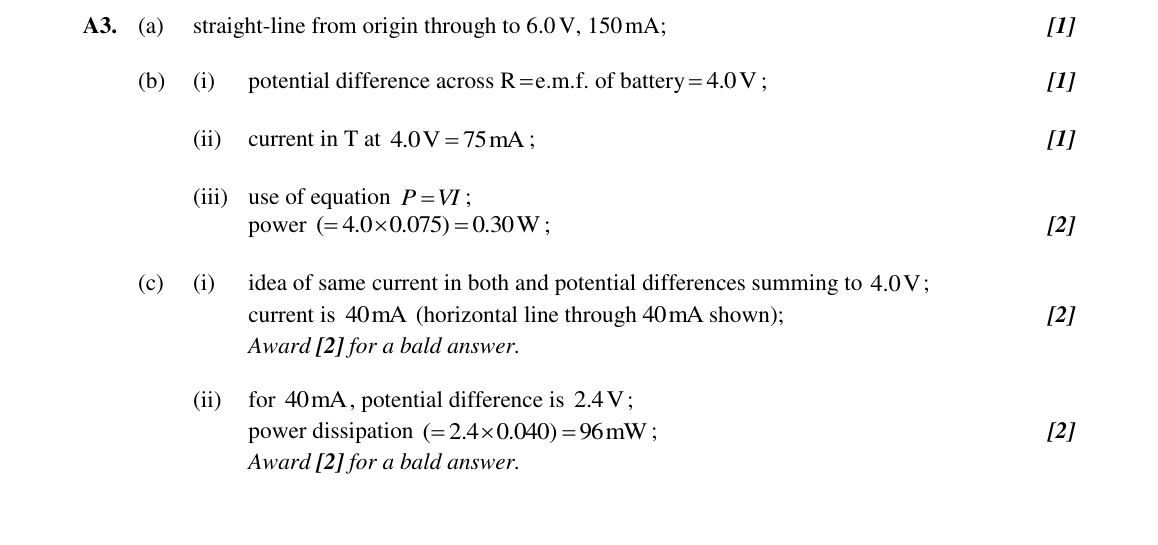 A3. (a) straight-line from origin through to 6.0 V, 150 mA; [1]
(b) (i) potential difference across R = e.m.f. of battery = 4.0 V ; [1]
(ii) current in T at 4.0 V = 75 mA ; [1]
(iii) use of equation P = VI ;
power (= 4.0×0.075) = 0.30 W ; [2]
(c) (i) idea of same current in both and potential differences summing to 4.0 V ;
current is 40 mA (horizontal line through 40 mA shown); [2]
Award [2] for a bald answer.
(ii) for 40 mA, potential difference is 2.4 V ;
power dissipation (= 2.4×0.040) = 96 mW ; [2]
Award [2] for a bald answer.